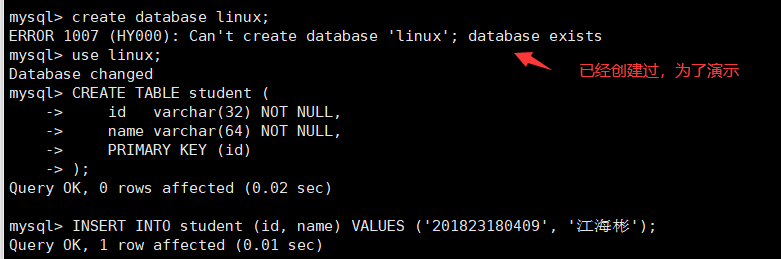 mysql> create database linux;
ERROR 1007 (HY000): Can't create database 'linux'; database exists
mysql> use linux;
已经创建过，为了演示
Database changed
mysql> CREATE TABLE student (
    ->     id   varchar(32) NOT NULL,
    ->     name varchar(64) NOT NULL,
    ->     PRIMARY KEY (id)
    -> );
Query OK, 0 rows affected (0.02 sec)
mysql> INSERT INTO student (id, name) VALUES ('201823180409', '江海彬');
Query OK, 1 row affected (0.01 sec)